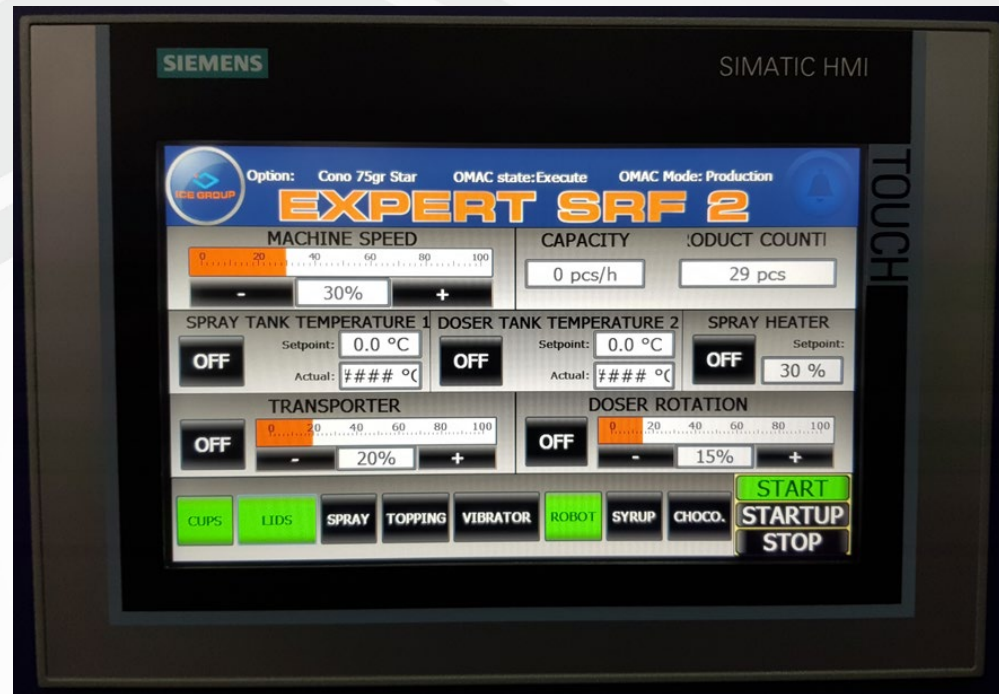 SIEMENS
SIMATIC HMI
TOUCH
ICE GROUP
Option: Cono 75gr Star OMAC state: Execute OMAC Mode: Production
EXPERT SRF 2
MACHINE SPEED
0 20 40 60 80 100
- 30% +
CAPACITY
0 pcs/h
:ODUCT COUNTI
29 pcs
SPRAY TANK TEMPERATURE 1
OFF
Setpoint: 0.0 °C
Actual: #### °C
DOSER TANK TEMPERATURE 2
OFF
Setpoint: 0.0 °C
Actual: #### °C
SPRAY HEATER
OFF
Setpoint:
30 %
TRANSPORTER
OFF
0 20 40 60 80 100
- 20% +
DOSER ROTATION
OFF
0 20 40 60 80 100
- 15% +
CUPS LIDS SPRAY TOPPING VIBRATOR ROBOT SYRUP CHOCO.
START
STARTUP
STOP